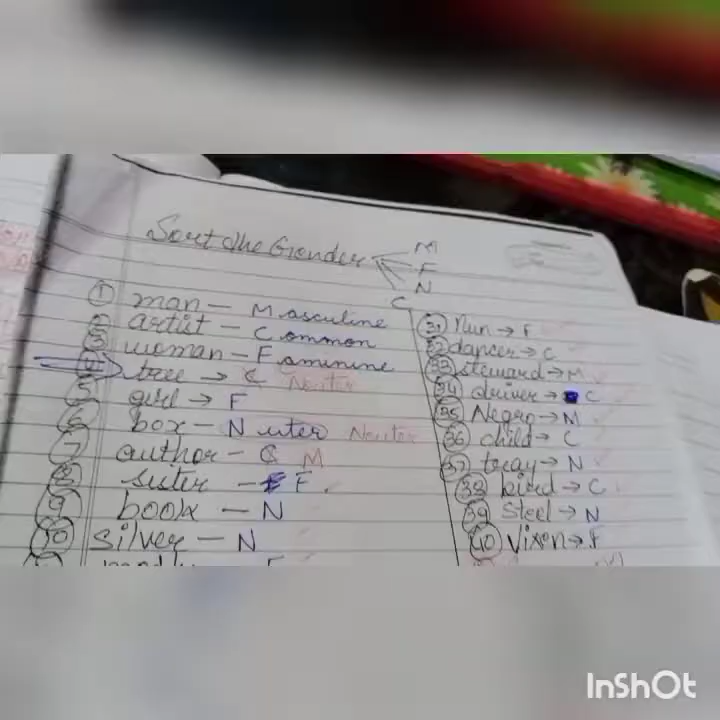 Sort the Gender
M
F
N
C
① man – Masculine
2 artist – Common
③ woman – Faminine
④ tree → C Neuter
⑤ girl → F
⑥ box – Nuter Neuter
⑦ author – C M
⑧ sister – F F.
⑨ book – N
⑩ silver – N
㉛ Nun → F
㉜ dancer → C
㉝ steward → M
㉞ driver → C
㉟ Negro → M
㊱ child → C
㊲ tray → N
㊳ bird → C
㊴ Steel → N
㊵ Vixen → F
InShOt